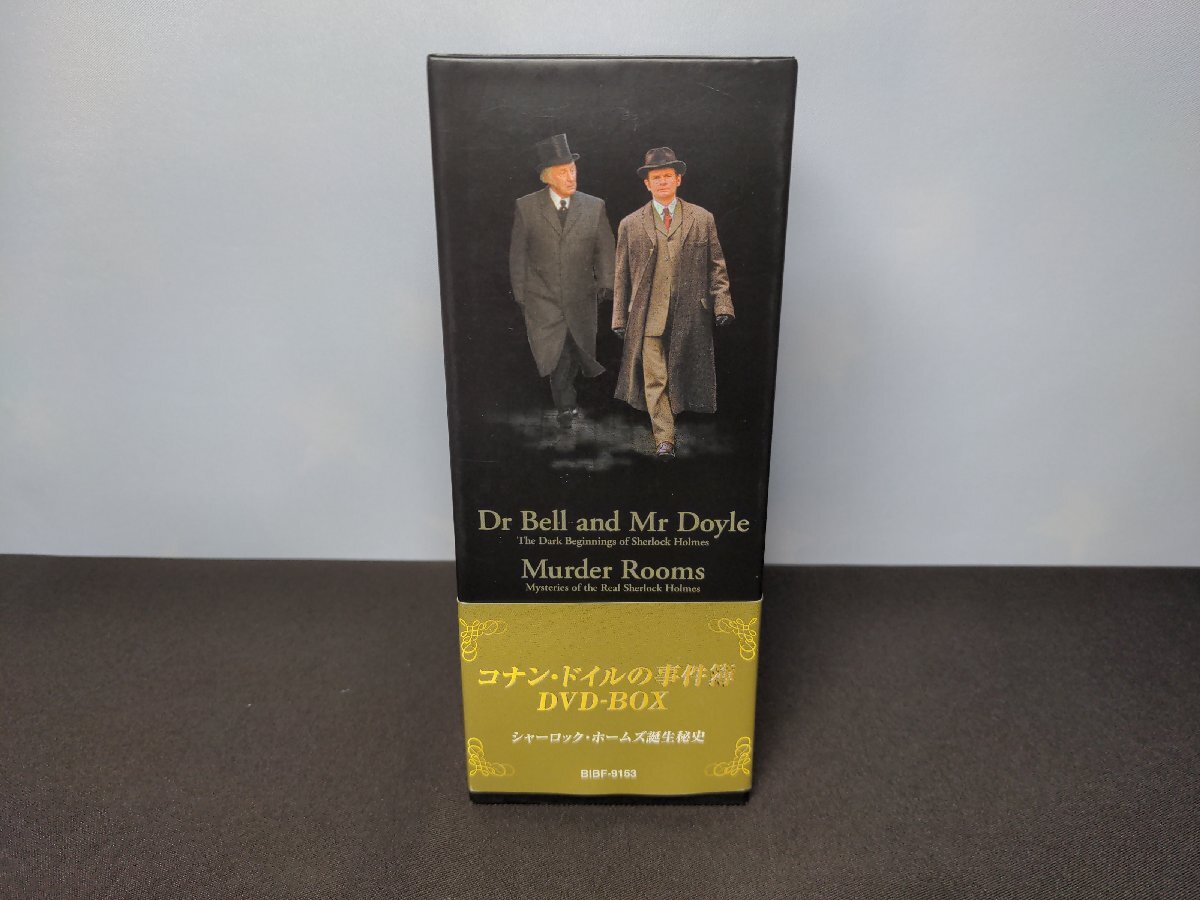 Dr Bell and Mr Doyle
The Dark Beginnings of Sherlock Holmes
Murder Rooms
Mysteries of the Real Sherlock Holmes
コナン・ドイルの事件簿
DVD-BOX
シャーロック・ホームズ誕生秘史
BIBF-9163